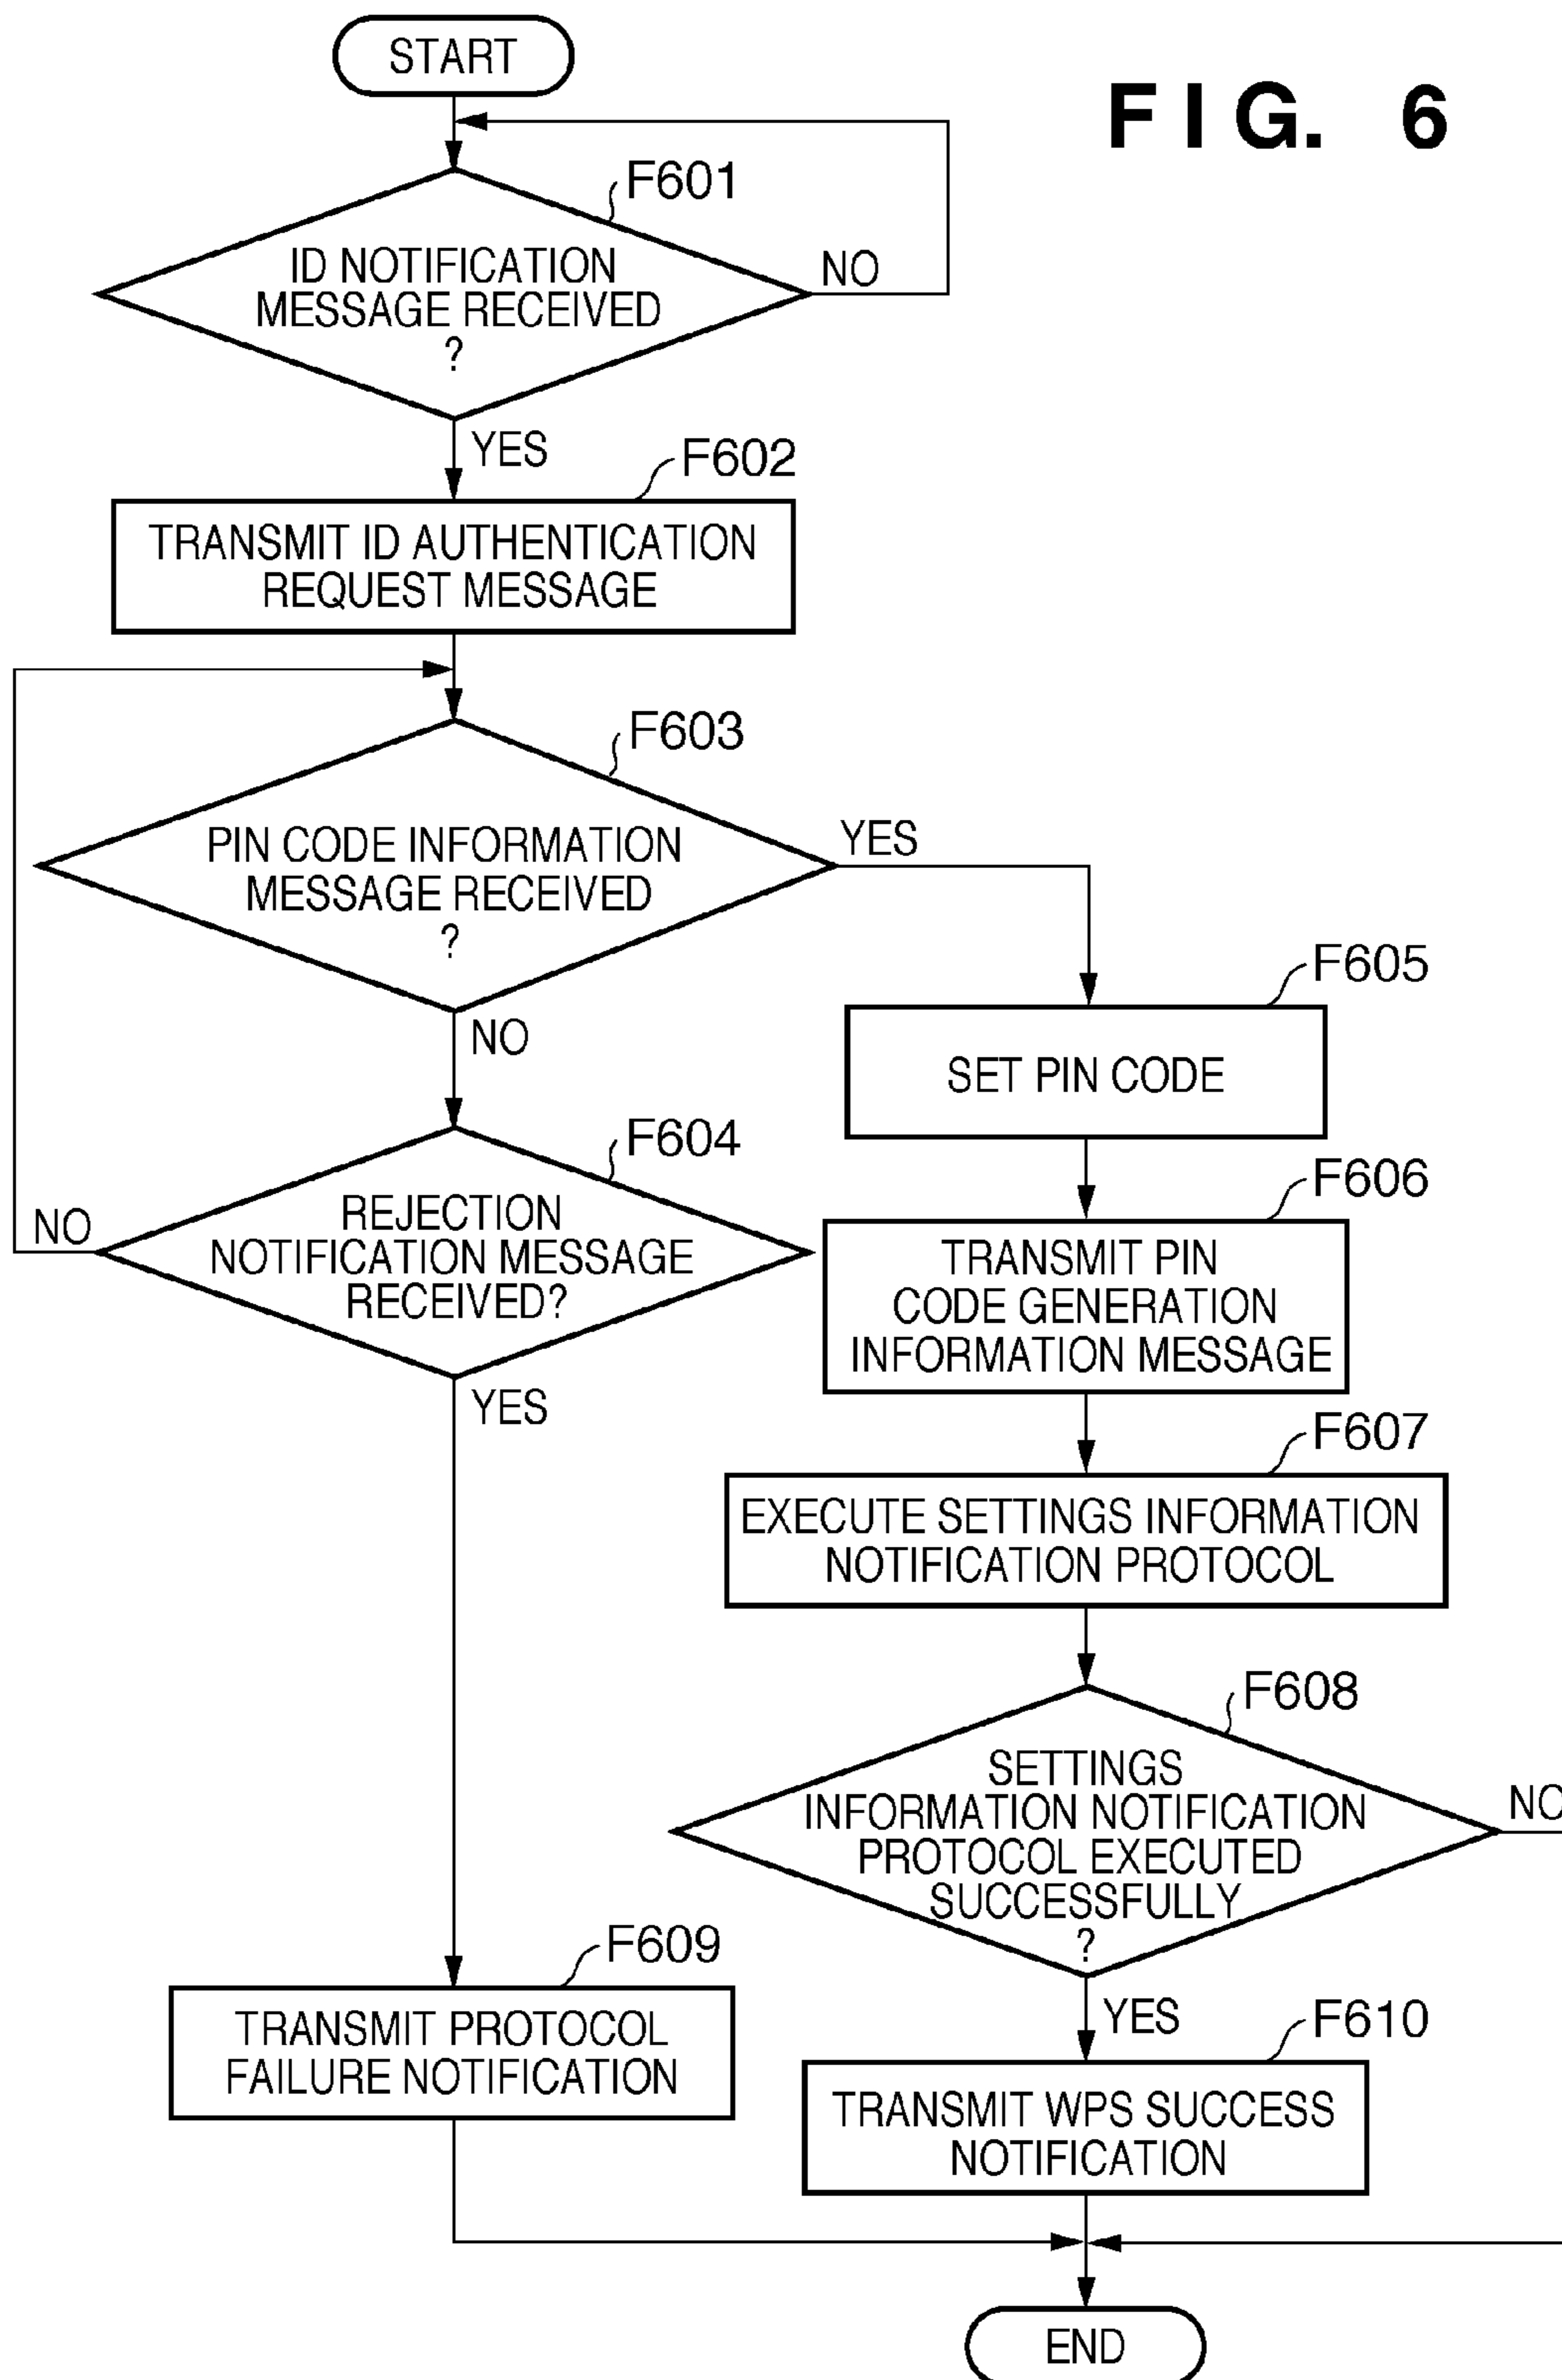 START
FIG. 6
F601
ID NOTIFICATION
MESSAGE RECEIVED
?
NO
YES
F602
TRANSMIT ID AUTHENTICATION
REQUEST MESSAGE
F603
PIN CODE INFORMATION
MESSAGE RECEIVED
?
YES
NO
F605
SET PIN CODE
F604
REJECTION
NOTIFICATION MESSAGE
RECEIVED?
NO
YES
F606
TRANSMIT PIN
CODE GENERATION
INFORMATION MESSAGE
F607
EXECUTE SETTINGS INFORMATION
NOTIFICATION PROTOCOL
F608
SETTINGS
INFORMATION NOTIFICATION
PROTOCOL EXECUTED
SUCCESSFULLY
?
NO
YES
F609
TRANSMIT PROTOCOL
FAILURE NOTIFICATION
F610
TRANSMIT WPS SUCCESS
NOTIFICATION
END